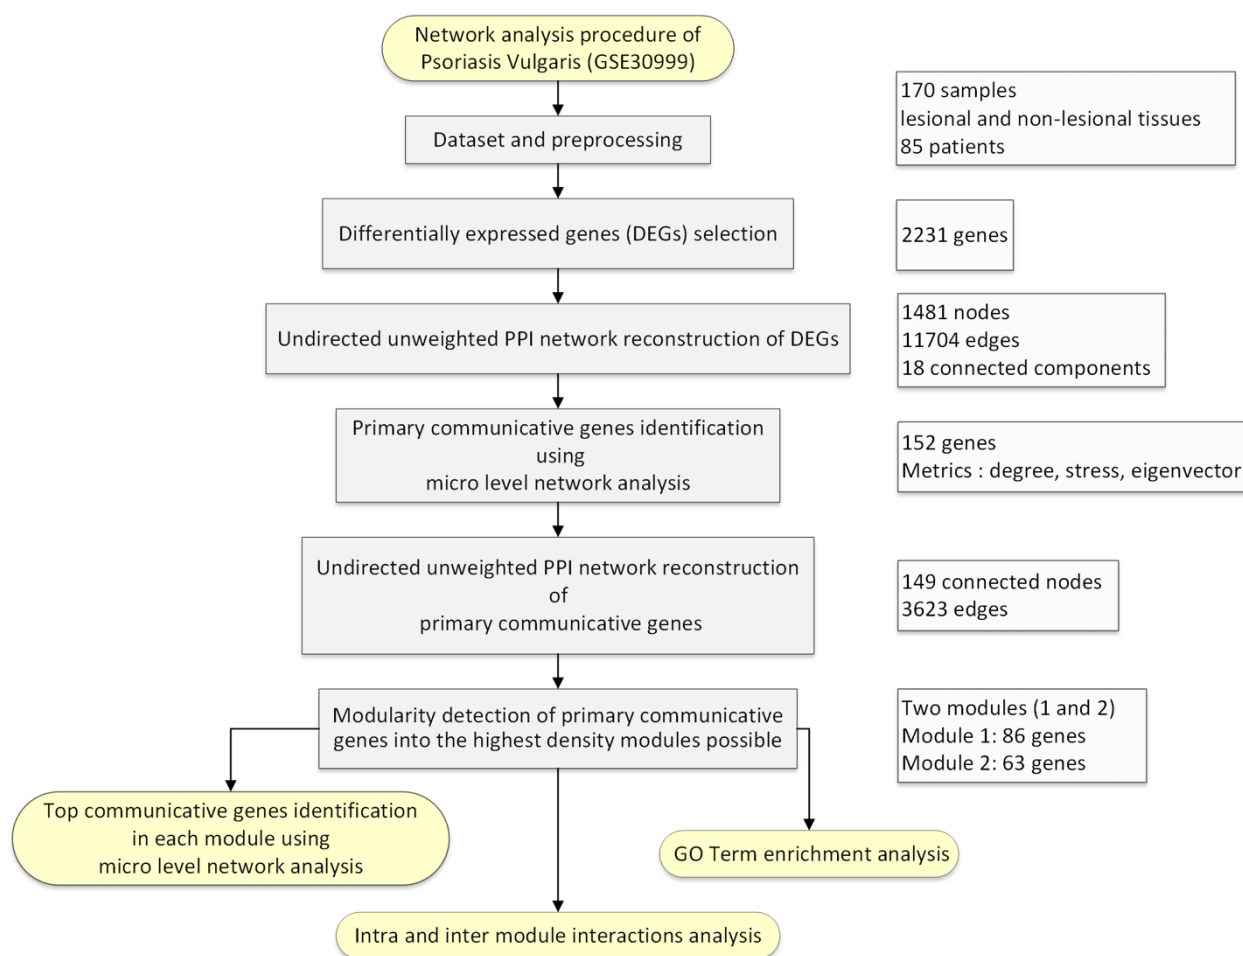 Network analysis procedure of
Psoriasis Vulgaris (GSE30999)
170 samples
lesional and non-lesional tissues
85 patients
Dataset and preprocessing
Differentially expressed genes (DEGs) selection
2231 genes
Undirected unweighted PPI network reconstruction of DEGs
1481 nodes
11704 edges
18 connected components
Primary communicative genes identification
using
micro level network analysis
152 genes
Metrics : degree, stress, eigenvector
Undirected unweighted PPI network reconstruction
of
primary communicative genes
149 connected nodes
3623 edges
Modularity detection of primary communicative
genes into the highest density modules possible
Two modules (1 and 2)
Module 1: 86 genes
Module 2: 63 genes
Top communicative genes identification
in each module using
micro level network analysis
GO Term enrichment analysis
Intra and inter module interactions analysis